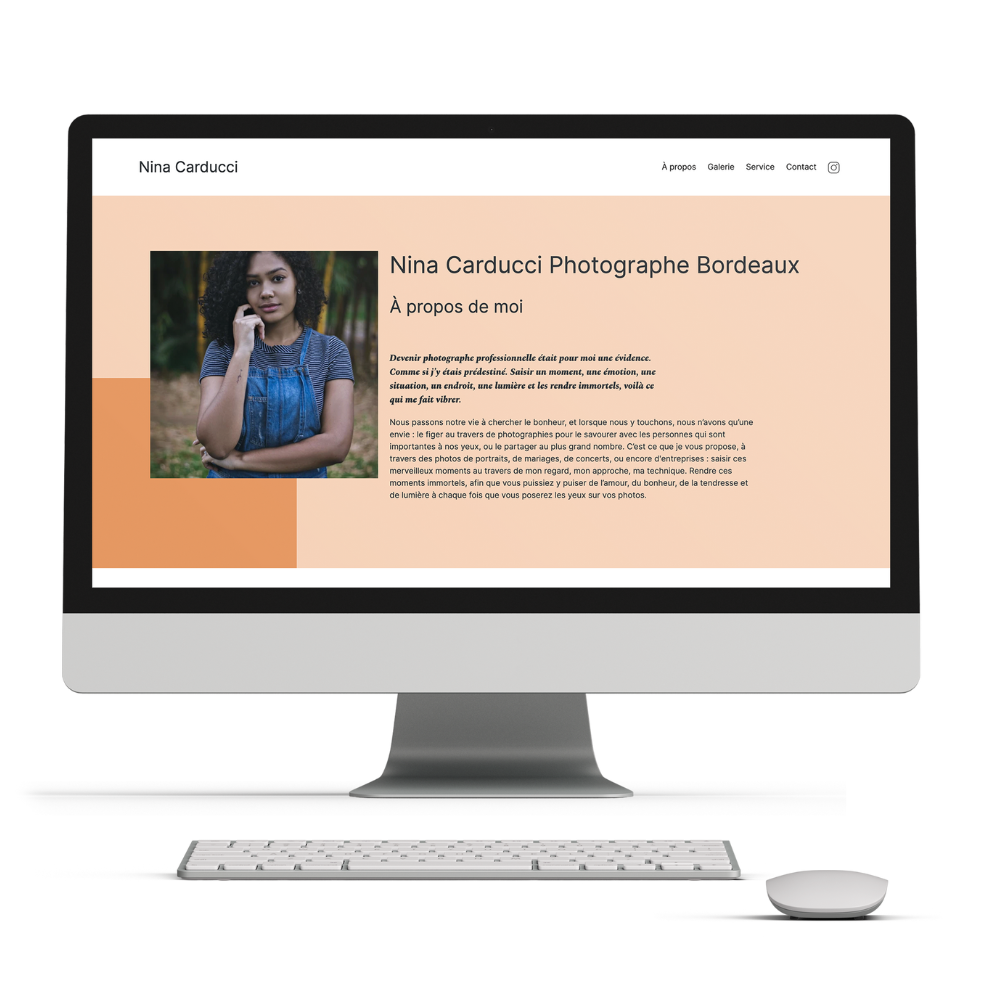 Nina Carducci
À propos Galerie Service Contact
Nina Carducci Photographe Bordeaux
À propos de moi
Devenir photographe professionnelle était pour moi une évidence.
Comme si j'y étais prédestiné. Saisir un moment, une émotion, une
situation, un endroit, une lumière et les rendre immortels, voilà ce
qui me fait vibrer.
Nous passons notre vie à chercher le bonheur, et lorsque nous y touchons, nous n'avons qu'une
envie : le figer au travers de photographies pour le savourer avec les personnes qui sont
importantes à nos yeux, ou le partager au plus grand nombre. C'est ce que je vous propose, à
travers des photos de portraits, de mariages, de concerts, ou encore d'entreprises : saisir ces
merveilleux moments au travers de mon regard, mon approche, ma technique. Rendre ces
moments immortels, afin que vous puissiez y puiser de l'amour, du bonheur, de la tendresse et
de lumière à chaque fois que vous poserez les yeux sur vos photos.